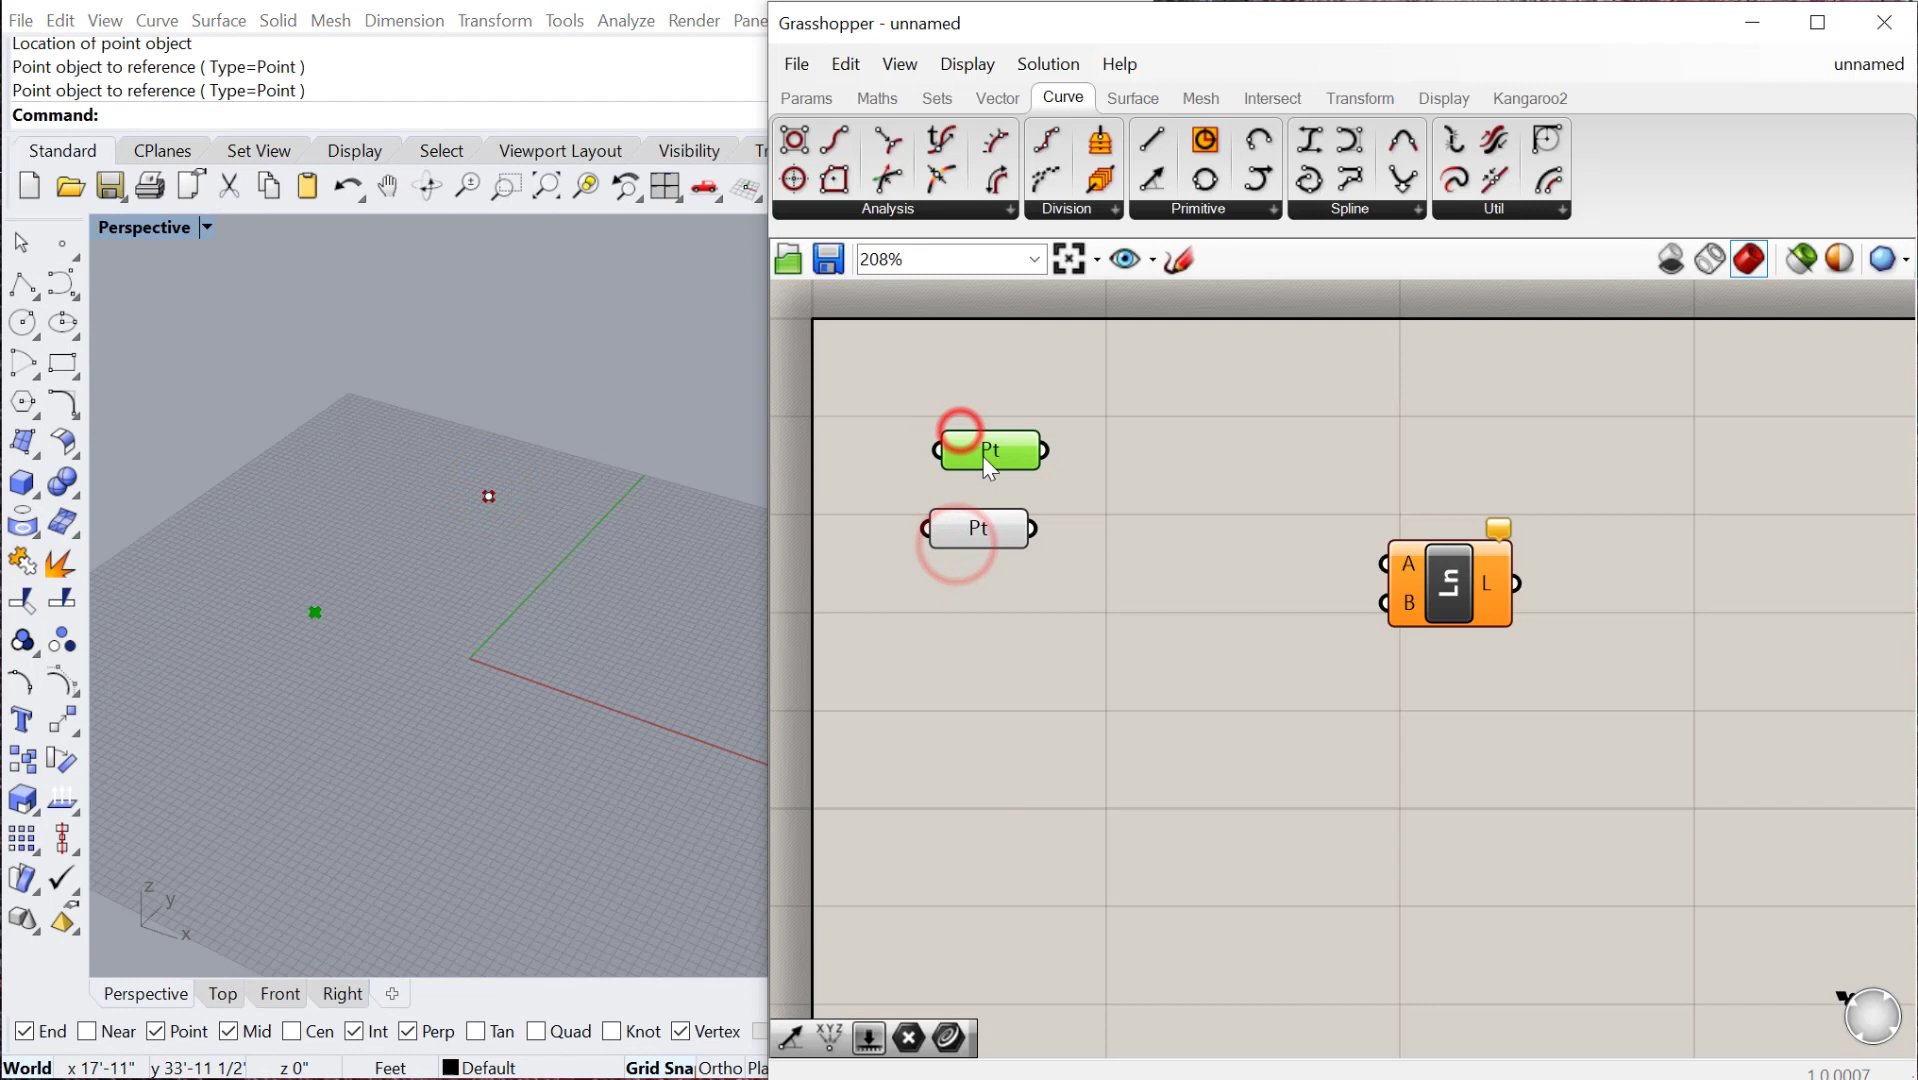 File Edit View Curve Surface Solid Mesh Dimension Transform Tools Analyze Render Pane
Location of point object
Point object to reference ( Type=Point )
Point object to reference ( Type=Point )
Command:
Standard CPlanes Set View Display Select Viewport Layout Visibility Tr
Perspective
z
y
x
Perspective Top Front Right
End Near Point Mid Cen Int Perp Tan Quad Knot Vertex
World x 17'-11" y 33'-11 1/2' z 0" Feet Default Grid Sna Ortho Pla
Grasshopper - unnamed
File Edit View Display Solution Help unnamed
Params Maths Sets Vector Curve Surface Mesh Intersect Transform Display Kangaroo2
Analysis Division Primitive Spline Util
208%
Pt
Pt
A
B
Ln
L
XYZ
1.0.0007